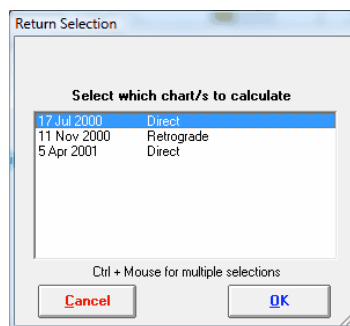 Return Selection
Select which chart/s to calculate
17 Jul 2000 Direct
11 Nov 2000 Retrograde
5 Apr 2001 Direct
Ctrl + Mouse for multiple selections
Cancel OK